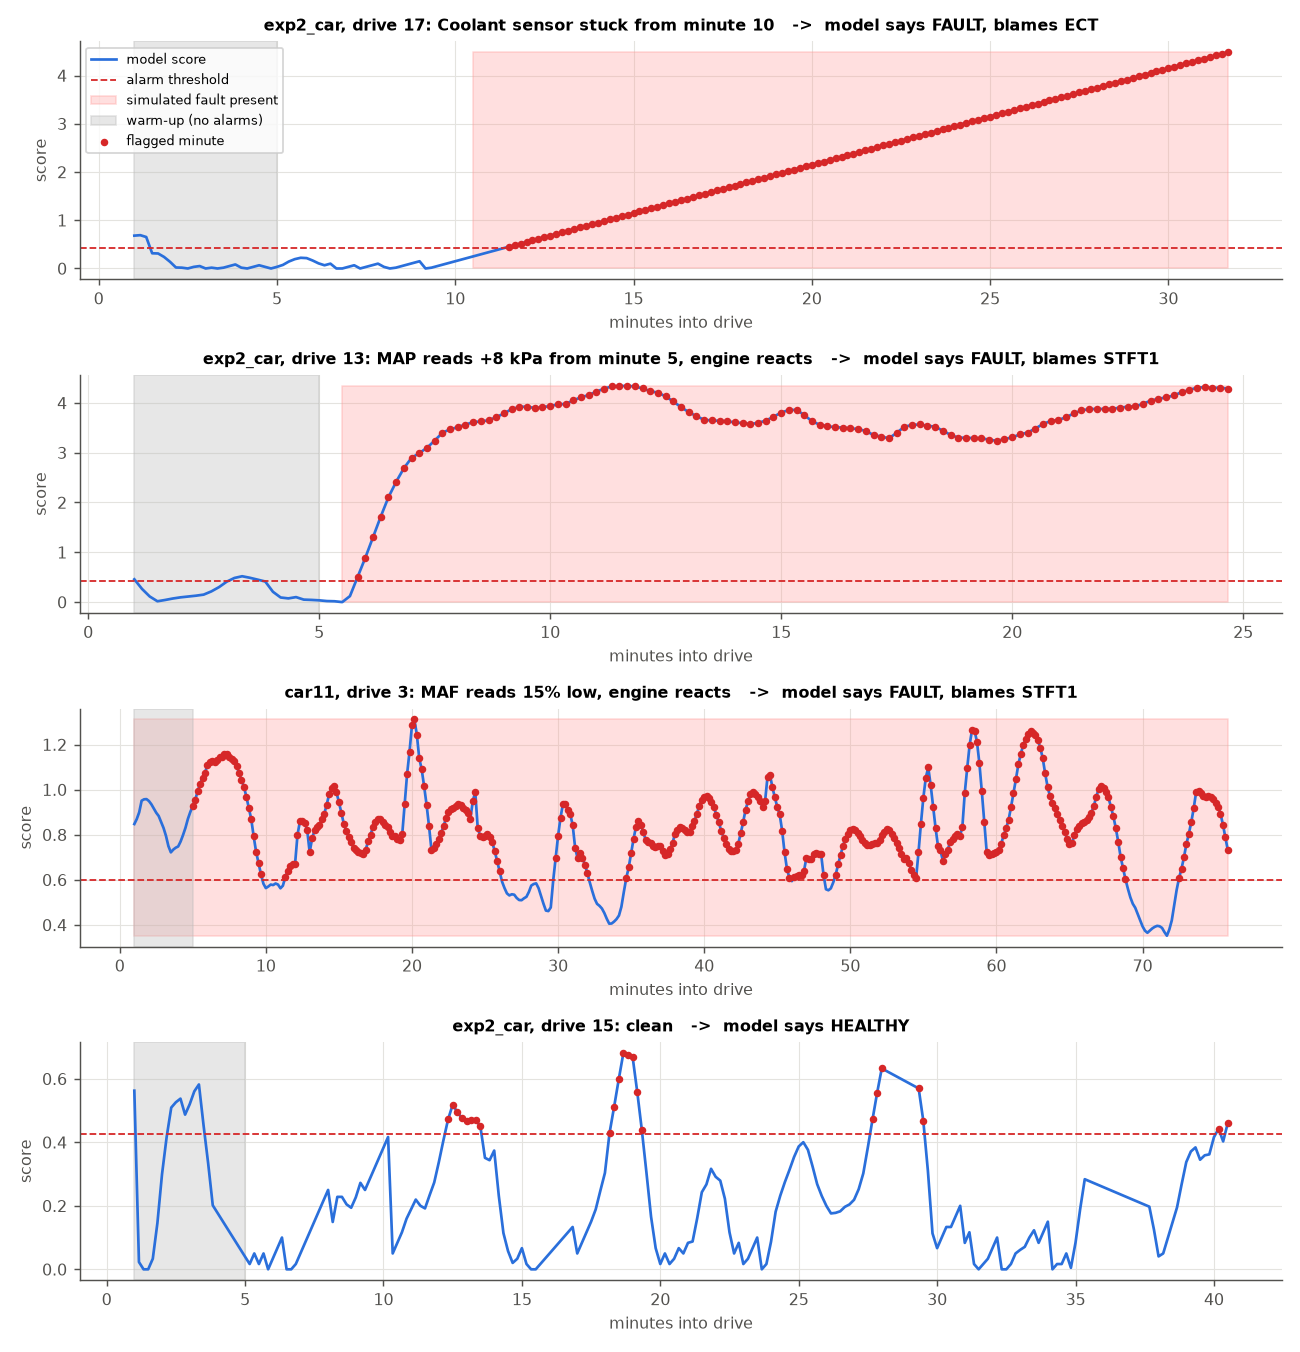 exp2_car, drive 17: Coolant sensor stuck from minute 10 -> model says FAULT, blames ECT
model score
alarm threshold
simulated fault present
warm-up (no alarms)
flagged minute
score
4
3
2
1
0
0 5 10 15 20 25 30
minutes into drive
exp2_car, drive 13: MAP reads +8 kPa from minute 5, engine reacts -> model says FAULT, blames STFT1
score
4
3
2
1
0
0 5 10 15 20 25
minutes into drive
car11, drive 3: MAF reads 15% low, engine reacts -> model says FAULT, blames STFT1
score
1.2
1.0
0.8
0.6
0.4
0 10 20 30 40 50 60 70
minutes into drive
exp2_car, drive 15: clean -> model says HEALTHY
score
0.6
0.4
0.2
0.0
0 5 10 15 20 25 30 35 40
minutes into drive